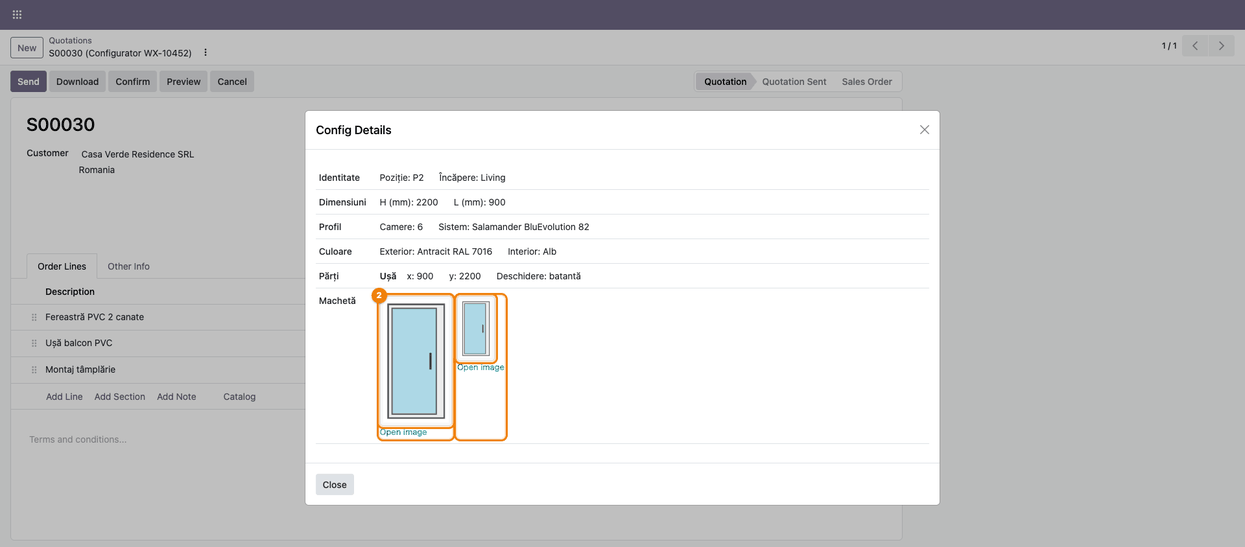 New
Quotations
S00030 (Configurator WX-10452)
1 / 1
Send
Download
Confirm
Preview
Cancel
Quotation
Quotation Sent
Sales Order
S00030
Customer
Casa Verde Residence SRL
Romania
Order Lines
Other Info
Description
Fereastră PVC 2 canate
Ușă balcon PVC
Montaj tâmplărie
Add Line
Add Section
Add Note
Catalog
Terms and conditions...
Config Details
Identitate Poziție: P2 Încăpere: Living
Dimensiuni H (mm): 2200 L (mm): 900
Profil Camere: 6 Sistem: Salamander BluEvolution 82
Culoare Exterior: Antracit RAL 7016 Interior: Alb
Părți Ușă x: 900 y: 2200 Deschidere: batantă
Machetă
2
Open image
Open image
Close